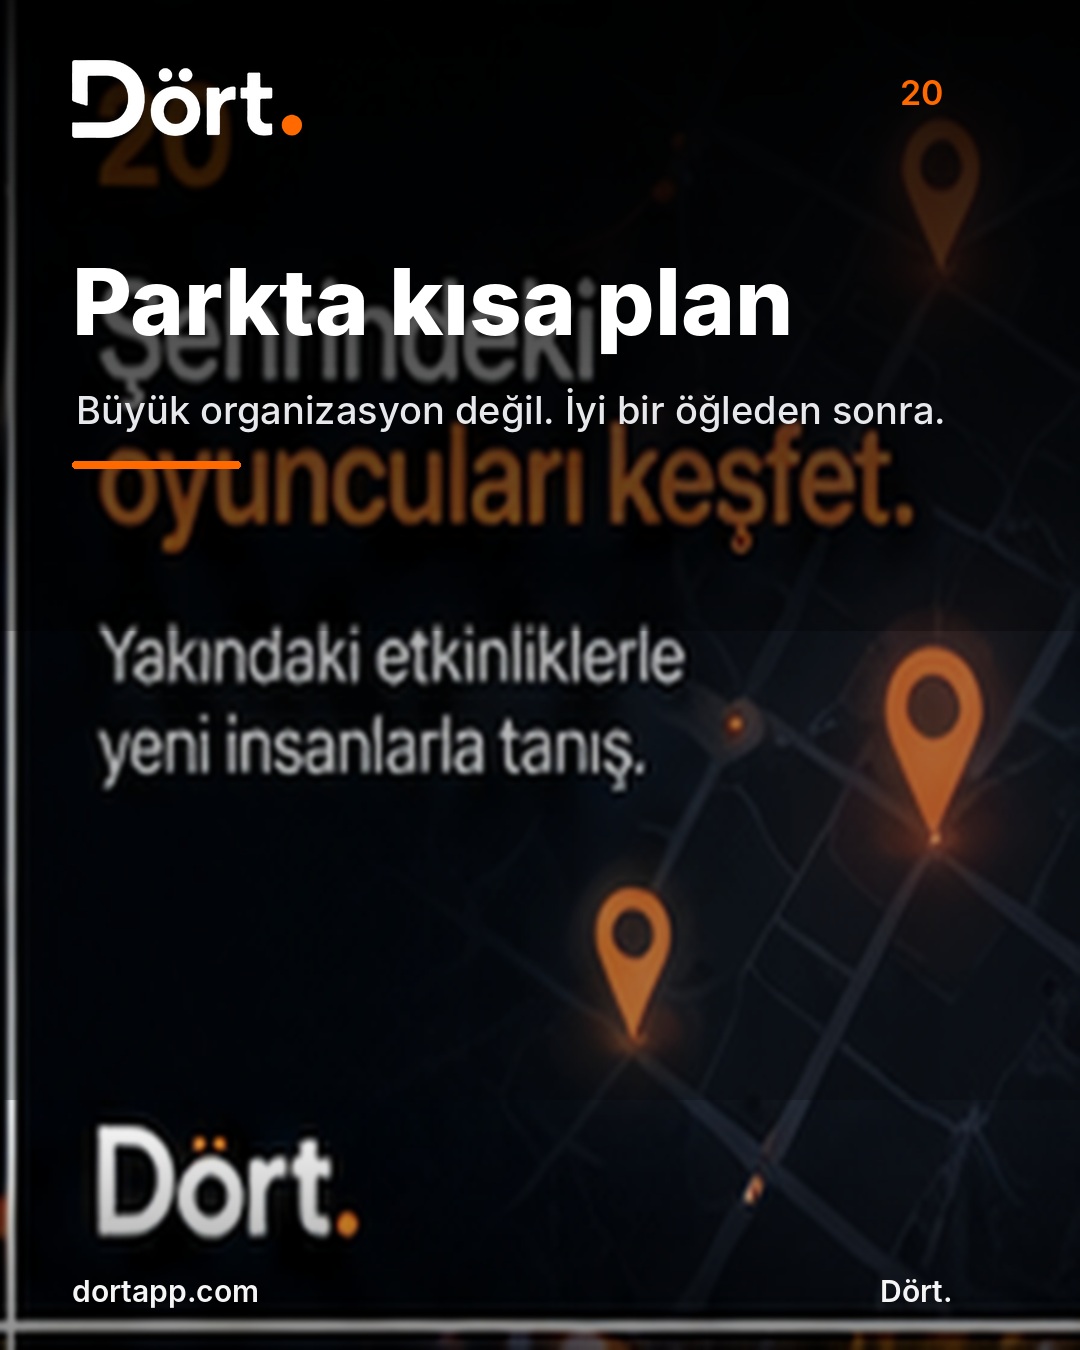 Dört.
20
20
Parkta kısa plan
Şehrindeki
Büyük organizasyon değil. İyi bir öğleden sonra.
oyuncuları keşfet.
Yakındaki etkinliklerle
yeni insanlarla tanış.
Dört.
dortapp.com
Dört.